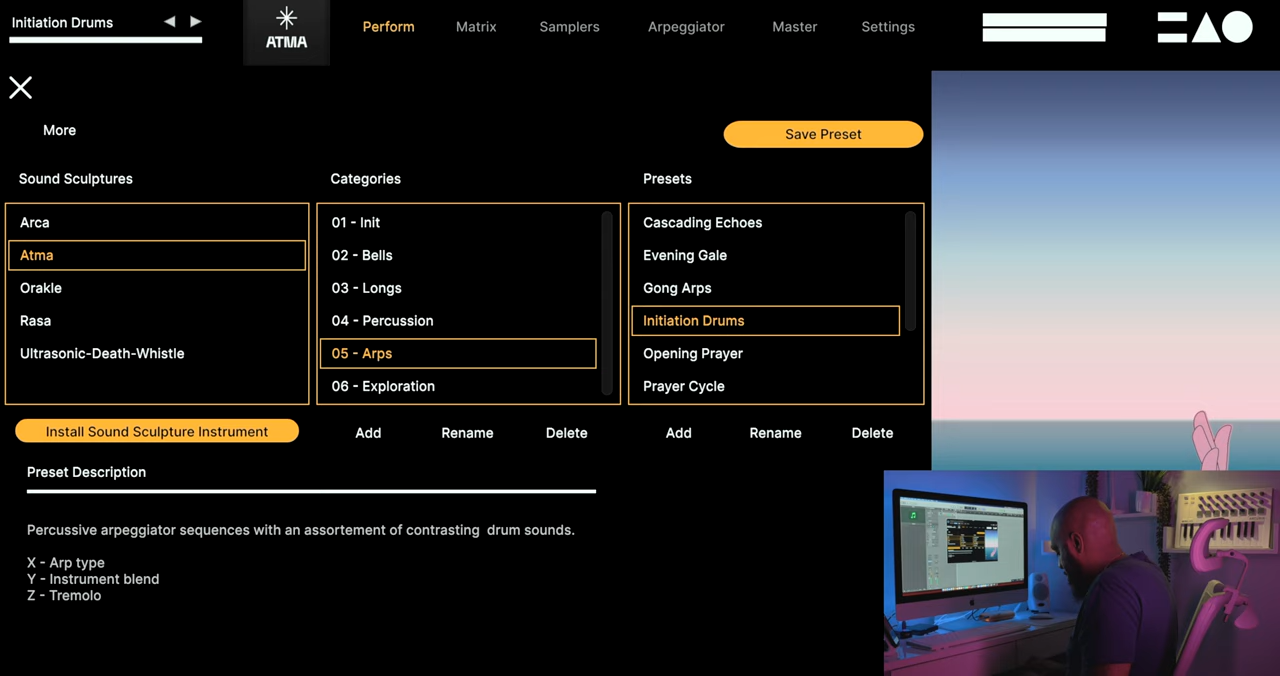 Initiation Drums
ATMA
Perform
Matrix
Samplers
Arpeggiator
Master
Settings
More
Save Preset
Sound Sculptures
Categories
Presets
Arca
Atma
Orakle
Rasa
Ultrasonic-Death-Whistle
01 - Init
02 - Bells
03 - Longs
04 - Percussion
05 - Arps
06 - Exploration
Cascading Echoes
Evening Gale
Gong Arps
Initiation Drums
Opening Prayer
Prayer Cycle
Install Sound Sculpture Instrument
Add
Rename
Delete
Add
Rename
Delete
Preset Description
Percussive arpeggiator sequences with an assortement of contrasting  drum sounds.
X - Arp type
Y - Instrument blend
Z - Tremolo